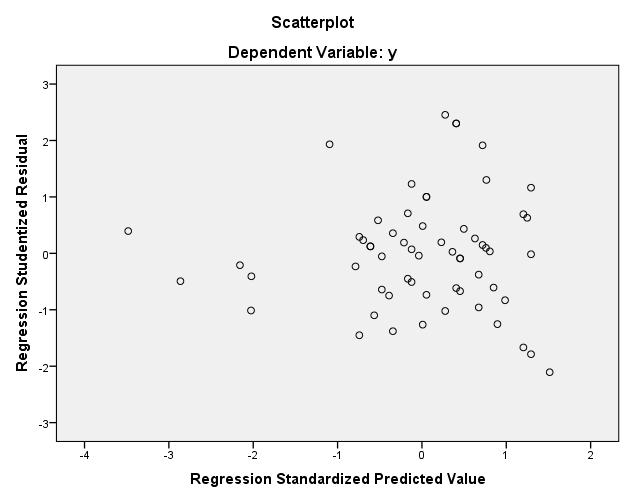 Scatterplot
Dependent Variable: y
Regression Studentized Residual
3
2
1
0
-1
-2
-3
-4 -3 -2 -1 0 1 2
Regression Standardized Predicted Value